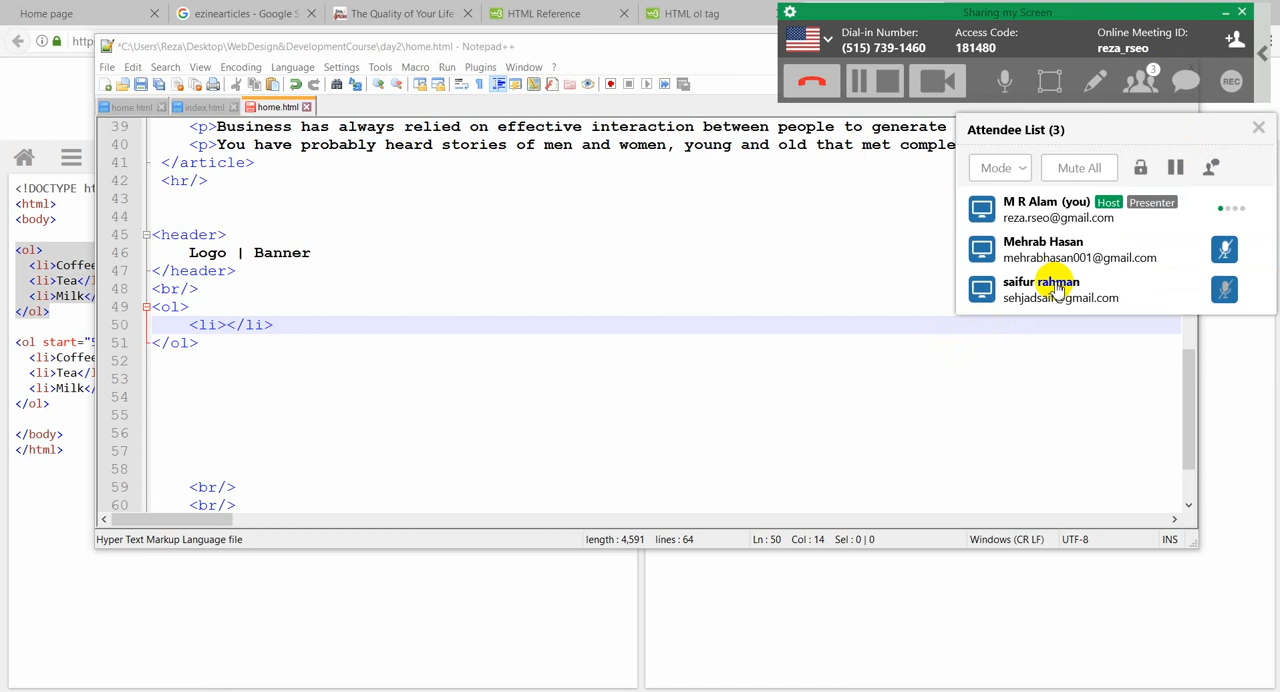 Home page
ezinearticles - Google S
The Quality of Your Life
HTML Reference
HTML ol tag
Sharing my Screen
Dial-in Number:
(515) 739-1460
Access Code:
181480
Online Meeting ID:
reza_rseo
3
REC
*C:\Users\Reza\Desktop\WebDesign&DevelopmentCourse\day2\home.html - Notepad++
File Edit Search View Encoding Language Settings Tools Macro Run Plugins Window ?
home.html index.html home.html
39 <p>Business has always relied on effective interaction between people to generate
40 <p>You have probably heard stories of men and women, young and old that met comple
41 </article>
42 <hr/>
43
44
45 <header>
46 Logo | Banner
47 </header>
48 <br/>
49 <ol>
50 <li></li>
51 </ol>
52
53
54
55
56
57
58
59 <br/>
60 <br/>
Hyper Text Markup Language file length : 4,591 lines : 64 Ln : 50 Col : 14 Sel : 0 | 0 Windows (CR LF) UTF-8 INS
Attendee List (3)
Mode
Mute All
M R Alam (you) Host Presenter
reza.rseo@gmail.com
Mehrab Hasan
mehrabhasan001@gmail.com
saifur rahman
http
<!DOCTYPE ht
<html>
<body>
<ol>
<li>Coffe
<li>Tea</
<li>Milk<
</ol>
<ol start="5
<li>Coffe
<li>Tea</l
<li>Milk</
</ol>
</body>
</html>